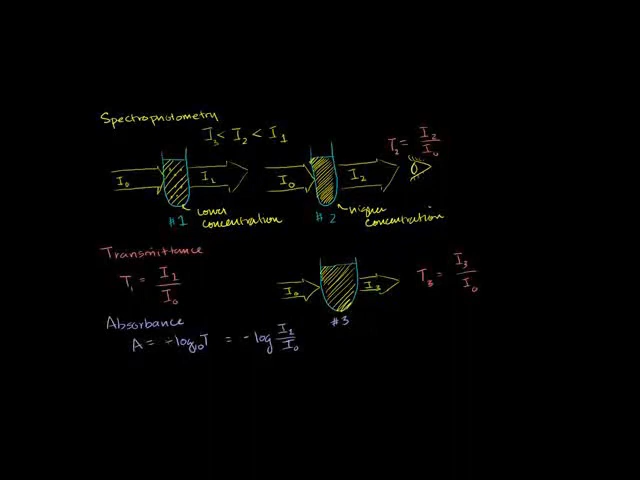 Spectrophotometry
I₃ < I₂ < I₁
T₂ = I₂/I₀
I₀
I₁
I₀
I₂
#1
lower concentration
#2
higher concentration
Transmittance
T₁ = I₁/I₀
I₀
I₃
T₃ = I₃/I₀
#3
Absorbance
A = -log₁₀T = -log I₁/I₀